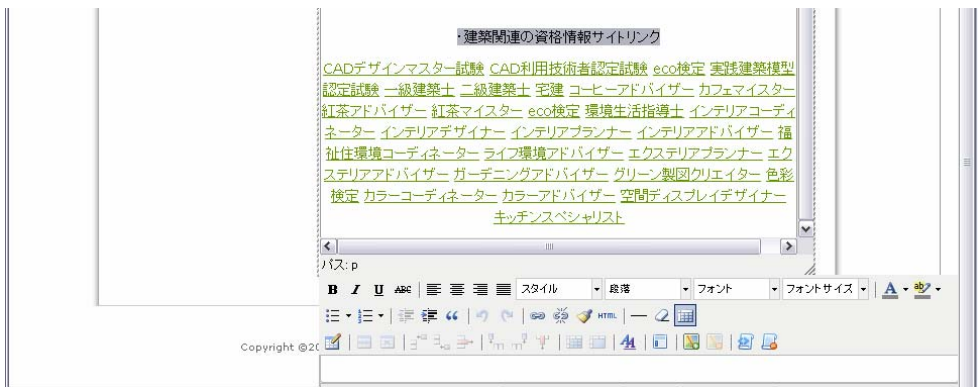 ・建築関連の資格情報サイトリンク
CADデザインマスター試験 CAD利用技術者認定試験 eco検定 実践建築模型
認定試験 一級建築士 二級建築士 宅建 コーヒーアドバイザー カフェマイスター
紅茶アドバイザー 紅茶マイスター eco検定 環境生活指導士 インテリアコーディ
ネーター インテリアデザイナー インテリアプランナー インテリアアドバイザー 福
祉住環境コーディネーター ライフ環境アドバイザー エクステリアプランナー エク
ステリアアドバイザー ガーデニングアドバイザー グリーン製図クリエイター 色彩
検定 カラーコーディネーター カラーアドバイザー 空間ディスプレイデザイナー
キッチンスペシャリスト
パス: p
B I U ABC スタイル 段落 フォント フォントサイズ A ab
HTML
Copyright ©20